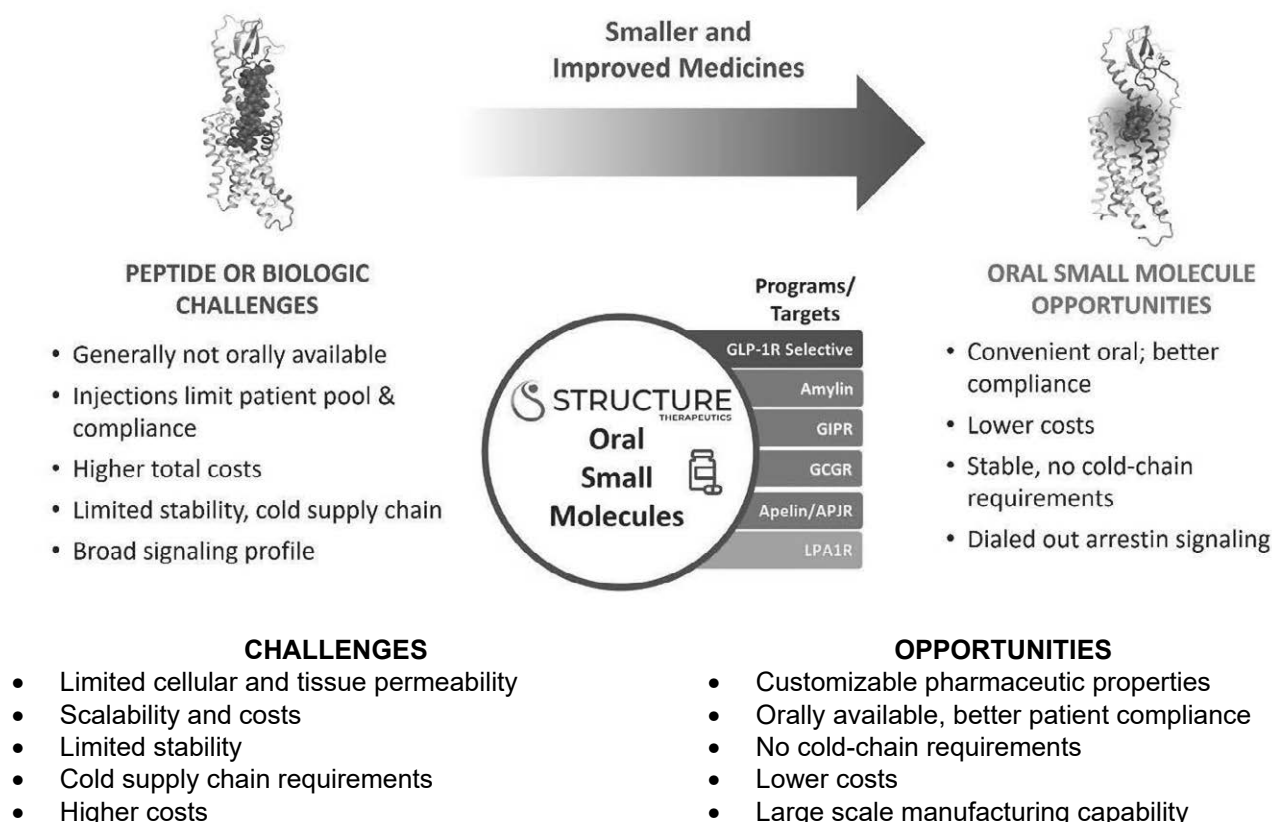 Smaller and
Improved Medicines
PEPTIDE OR BIOLOGIC
CHALLENGES
• Generally not orally available
• Injections limit patient pool &
compliance
• Higher total costs
• Limited stability, cold supply chain
• Broad signaling profile
STRUCTURE
THERAPEUTICS
Oral
Small
Molecules
Programs/
Targets
GLP-1R Selective
Amylin
GIPR
GCGR
Apelin/APJR
LPA1R
ORAL SMALL MOLECULE
OPPORTUNITIES
• Convenient oral; better
compliance
• Lower costs
• Stable, no cold-chain
requirements
• Dialed out arrestin signaling
CHALLENGES
• Limited cellular and tissue permeability
• Scalability and costs
• Limited stability
• Cold supply chain requirements
• Higher costs
OPPORTUNITIES
• Customizable pharmaceutic properties
• Orally available, better patient compliance
• No cold-chain requirements
• Lower costs
• Large scale manufacturing capability